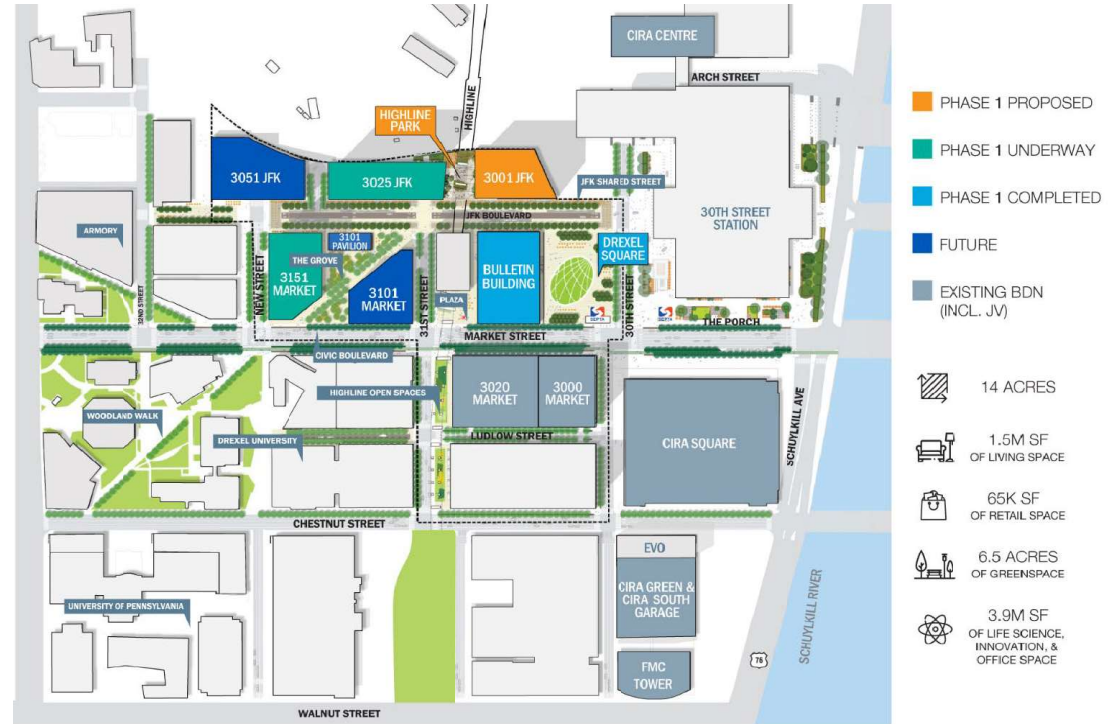 CIRA CENTRE
ARCH STREET
HIGHLINE
HIGHLINE
PARK
3051 JFK
3025 JFK
3001 JFK
JFK SHARED STREET
JFK BOULEVARD
30TH STREET
STATION
ARMORY
3101
PAVILION
THE GROVE
3151
MARKET
3101
MARKET
NEW STREET
32ND STREET
31ST STREET
PLAZA
BULLETIN
BUILDING
DREXEL
SQUARE
SEPTA
30TH STREET
SEPTA
THE PORCH
MARKET STREET
CIVIC BOULEVARD
HIGHLINE OPEN SPACES
3020
MARKET
3000
MARKET
WOODLAND WALK
DREXEL UNIVERSITY
LUDLOW STREET
CIRA SQUARE
SCHUYLKILL AVE
CHESTNUT STREET
EVO
CIRA GREEN &
CIRA SOUTH
GARAGE
UNIVERSITY OF PENNSYLVANIA
FMC
TOWER
76
SCHUYLKILL RIVER
WALNUT STREET
PHASE 1 PROPOSED
PHASE 1 UNDERWAY
PHASE 1 COMPLETED
FUTURE
EXISTING BDN
(INCL. JV)
14 ACRES
1.5M SF
OF LIVING SPACE
65K SF
OF RETAIL SPACE
6.5 ACRES
OF GREENSPACE
3.9M SF
OF LIFE SCIENCE,
INNOVATION, &
OFFICE SPACE